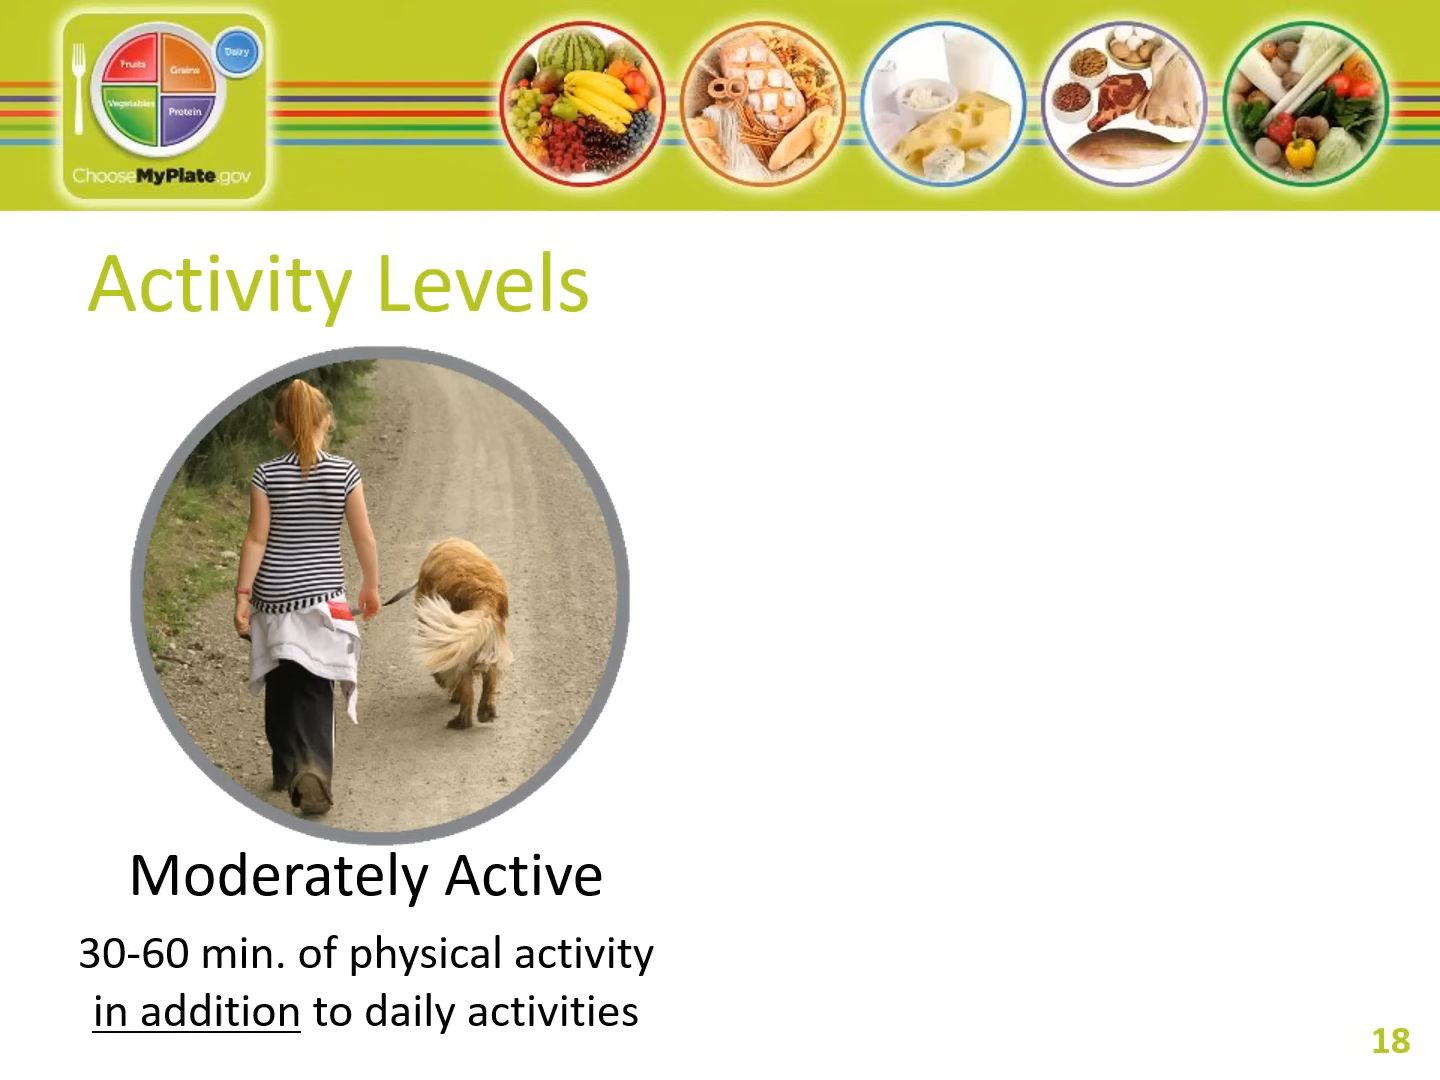 Fruits
Grains
Dairy
Vegetables
Protein
ChooseMyPlate.gov
Activity Levels
Moderately Active
30-60 min. of physical activity
in addition to daily activities
18